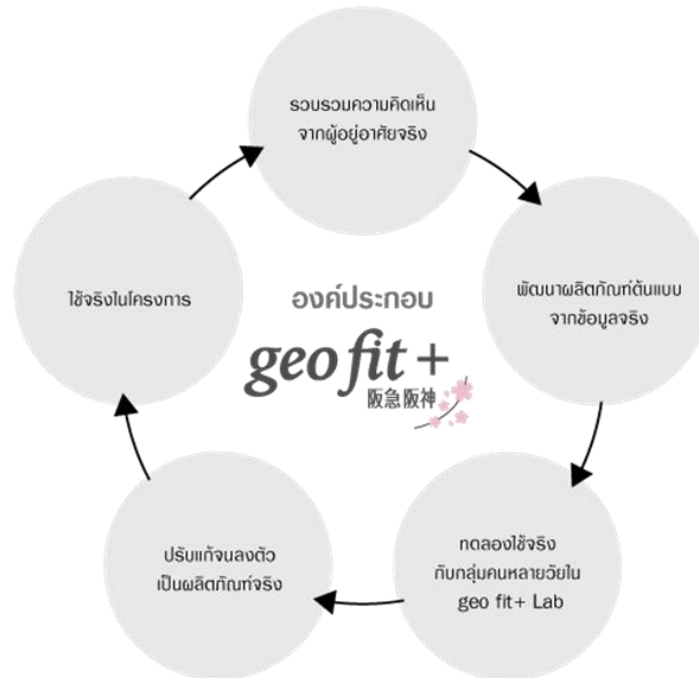 รวบรวมความคิดเห็น
จากผู้อยู่อาศัยจริง
พัฒนาผลิตภัณฑ์ต้นแบบ
จากข้อมูลจริง
ทดลองใช้จริง
กับกลุ่มคนหลายวัยใน
geo fit+ Lab
ปรับแก้จนลงตัว
เป็นผลิตภัณฑ์จริง
ใช้จริงในโครงการ
องค์ประกอบ
geo fit+
阪急阪神